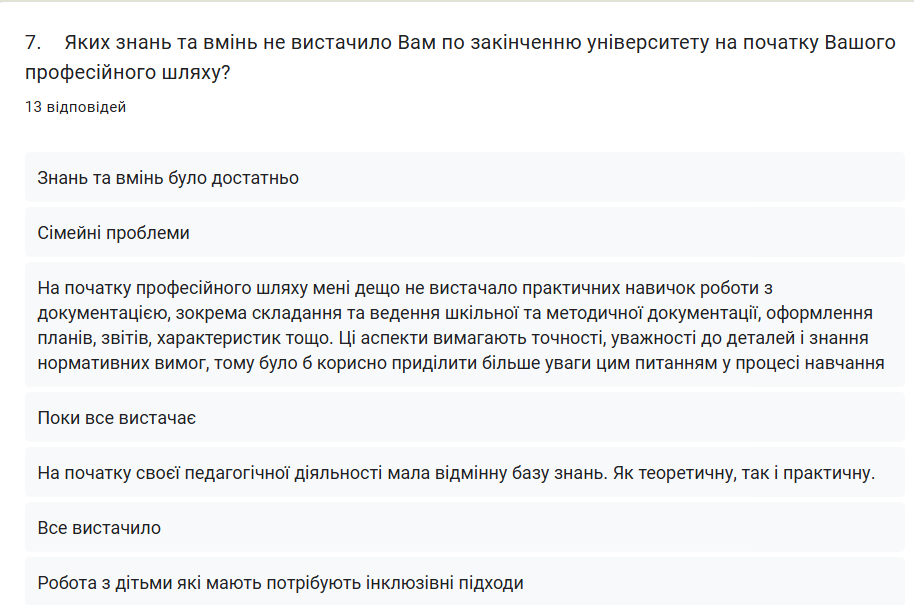 7. Яких знань та вмінь не вистачило Вам по закінченню університету на початку Вашого
професійного шляху?
13 відповідей
Знань та вмінь було достатньо
Сімейні проблеми
На початку професійного шляху мені дещо не вистачало практичних навичок роботи з
документацією, зокрема складання та ведення шкільної та методичної документації, оформлення
планів, звітів, характеристик тощо. Ці аспекти вимагають точності, уважності до деталей і знання
нормативних вимог, тому було б корисно приділити більше уваги цим питанням у процесі навчання
Поки все вистачає
На початку своєї педагогічної діяльності мала відмінну базу знань. Як теоретичну, так і практичну.
Все вистачило
Робота з дітьми які мають потрібують інклюзівні підходи